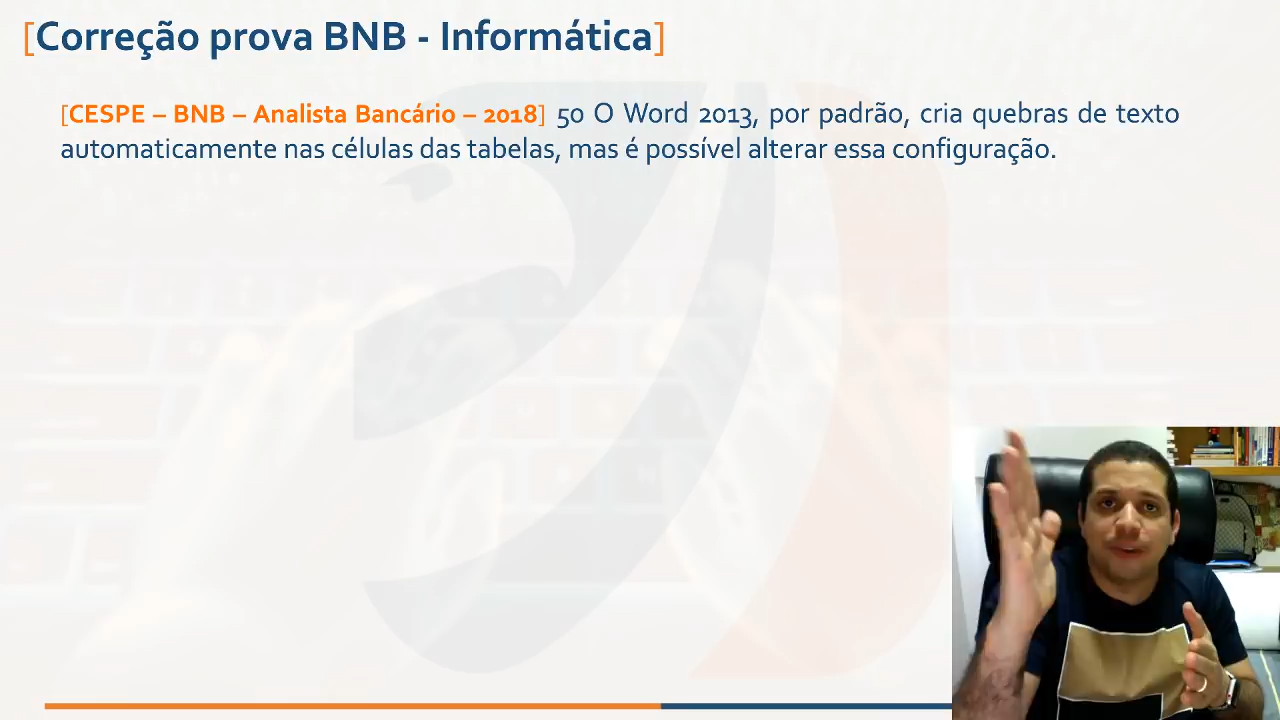 [Correção prova BNB - Informática]
[CESPE – BNB – Analista Bancário – 2018] 50 O Word 2013, por padrão, cria quebras de texto
automaticamente nas células das tabelas, mas é possível alterar essa configuração.